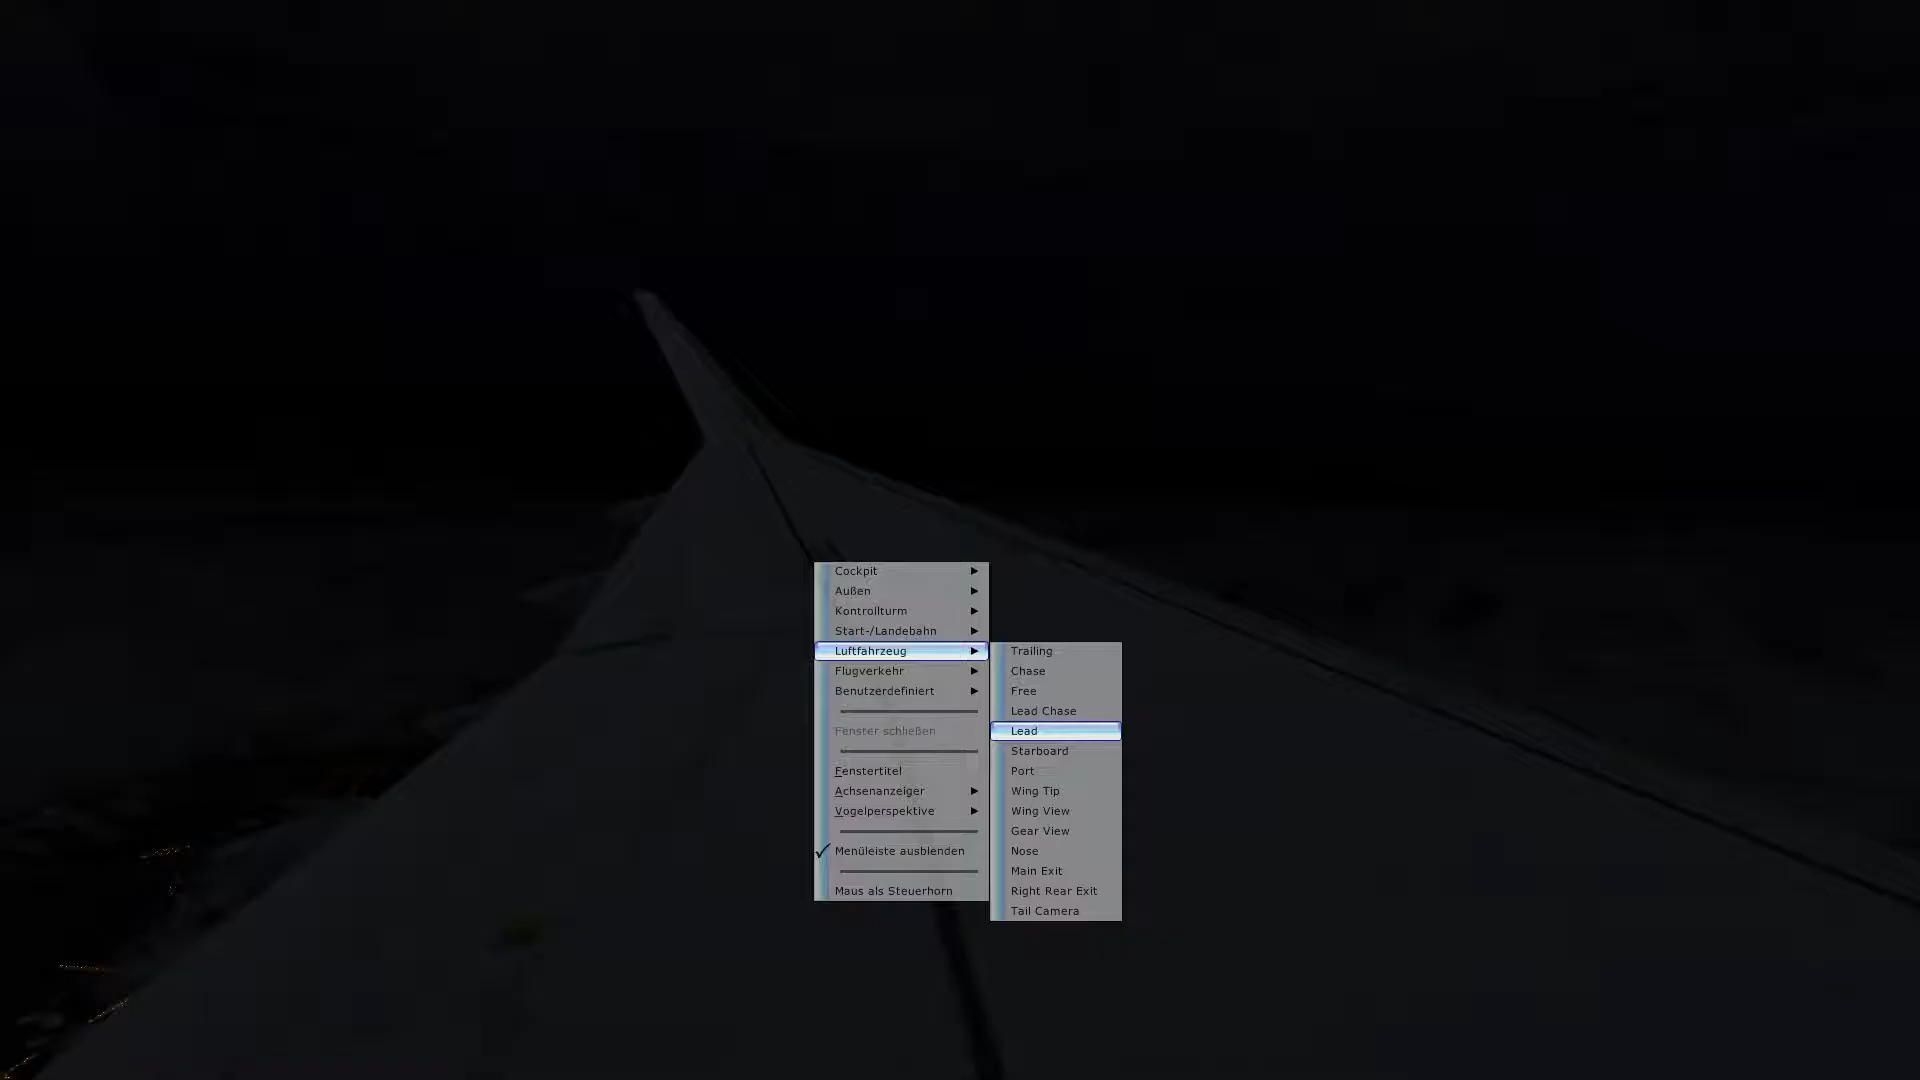 Cockpit
Außen
Kontrollturm
Start-/Landebahn
Luftfahrzeug
Flugverkehr
Benutzerdefiniert
Fenster schließen
Fenstertitel
Achsenanzeiger
Vogelperspektive
Menüleiste ausblenden
Maus als Steuerhorn
Trailing
Chase
Free
Lead Chase
Lead
Starboard
Port
Wing Tip
Wing View
Gear View
Nose
Main Exit
Right Rear Exit
Tail Camera